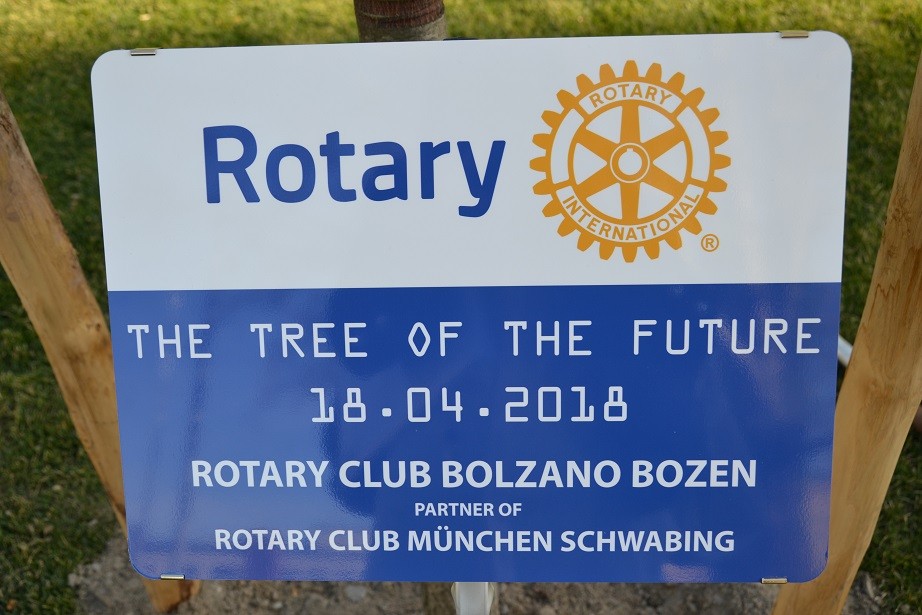 Rotary
ROTARY
INTERNATIONAL
®
THE TREE OF THE FUTURE
18.04.2018
ROTARY CLUB BOLZANO BOZEN
PARTNER OF
ROTARY CLUB MÜNCHEN SCHWABING